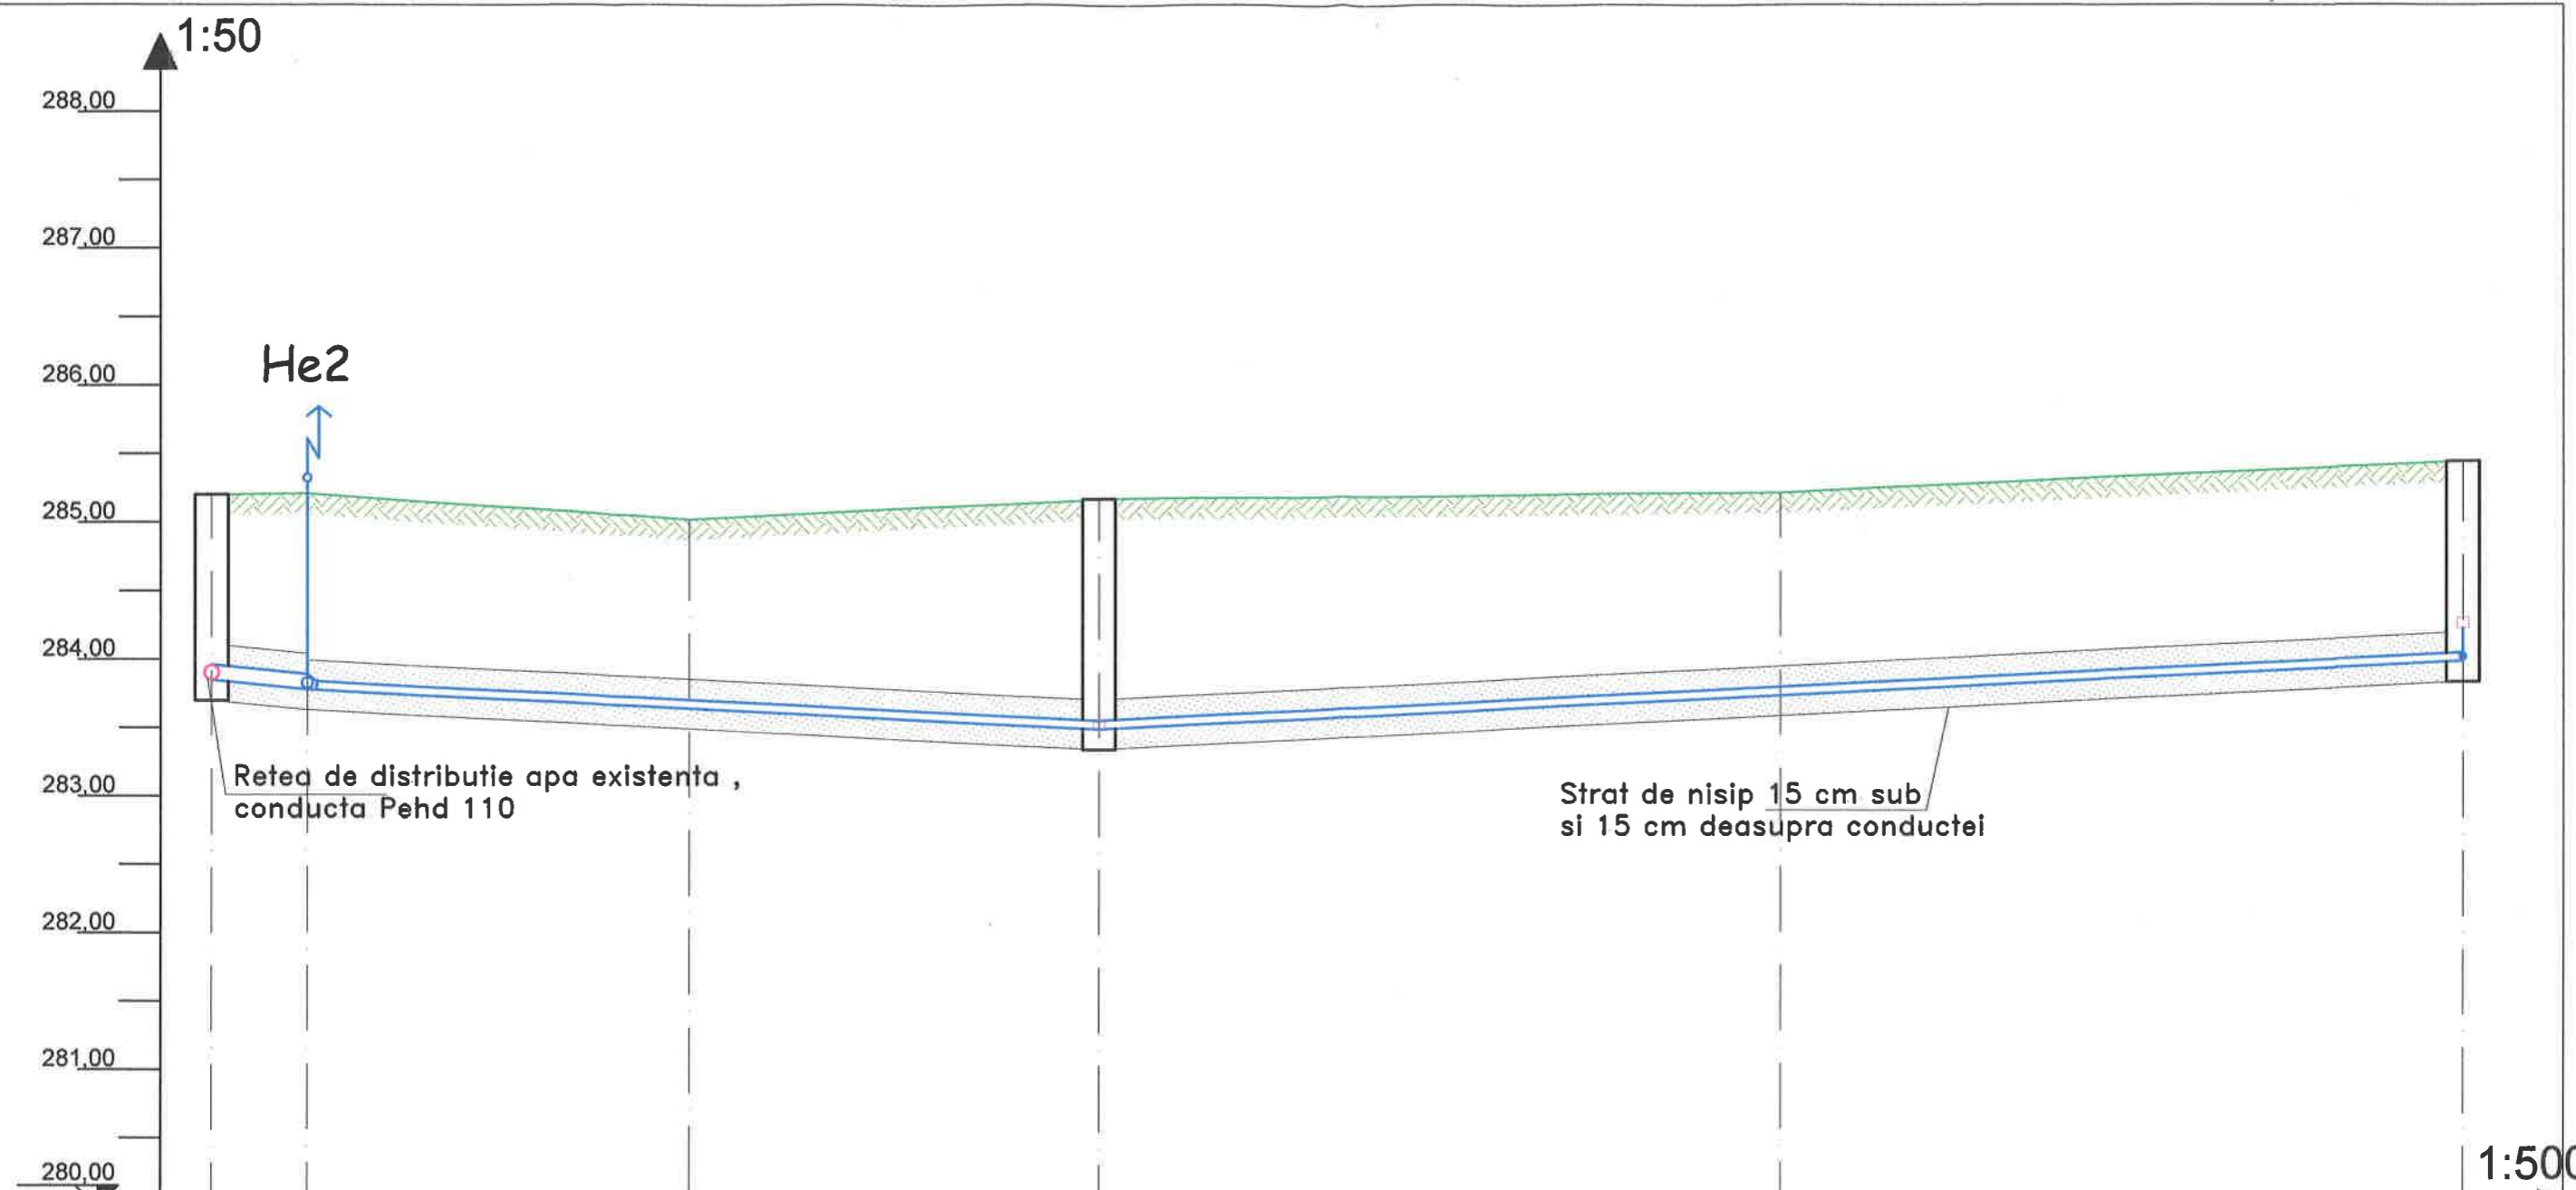 1:50
288,00
287,00
286,00
He2
285,00
284,00
283,00
Retea de distributie apa existenta ,
conducta Pehd 110
Strat de nisip 15 cm sub
si 15 cm deasupra conductei
282,00
281,00
280,00
1:500